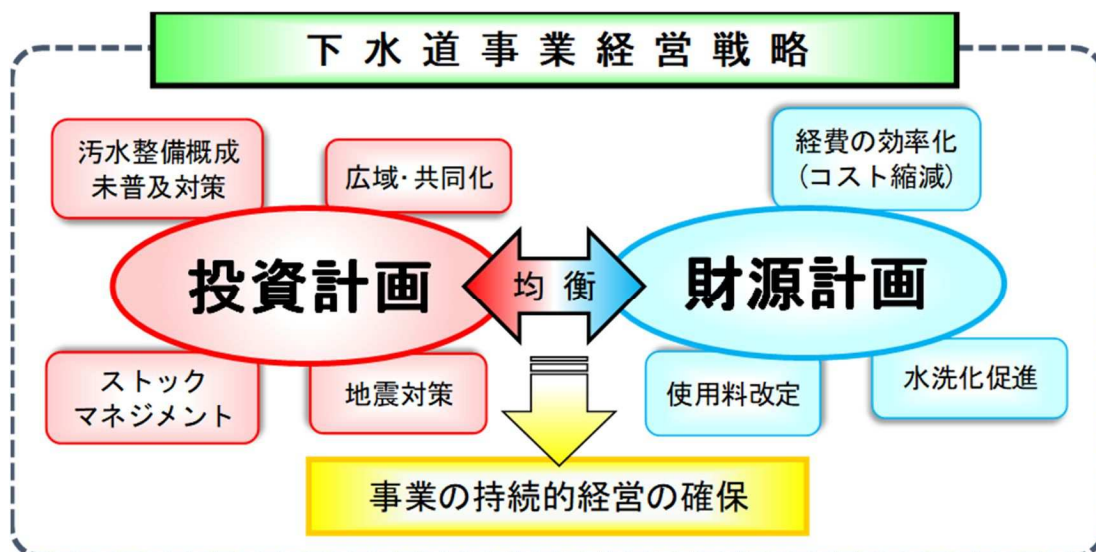 下水道事業経営戦略
汚水整備概成
未普及対策
広域・共同化
経費の効率化
(コスト縮減)
投資計画
均衡
財源計画
ストック
マネジメント
地震対策
使用料改定
水洗化促進
事業の持続的経営の確保